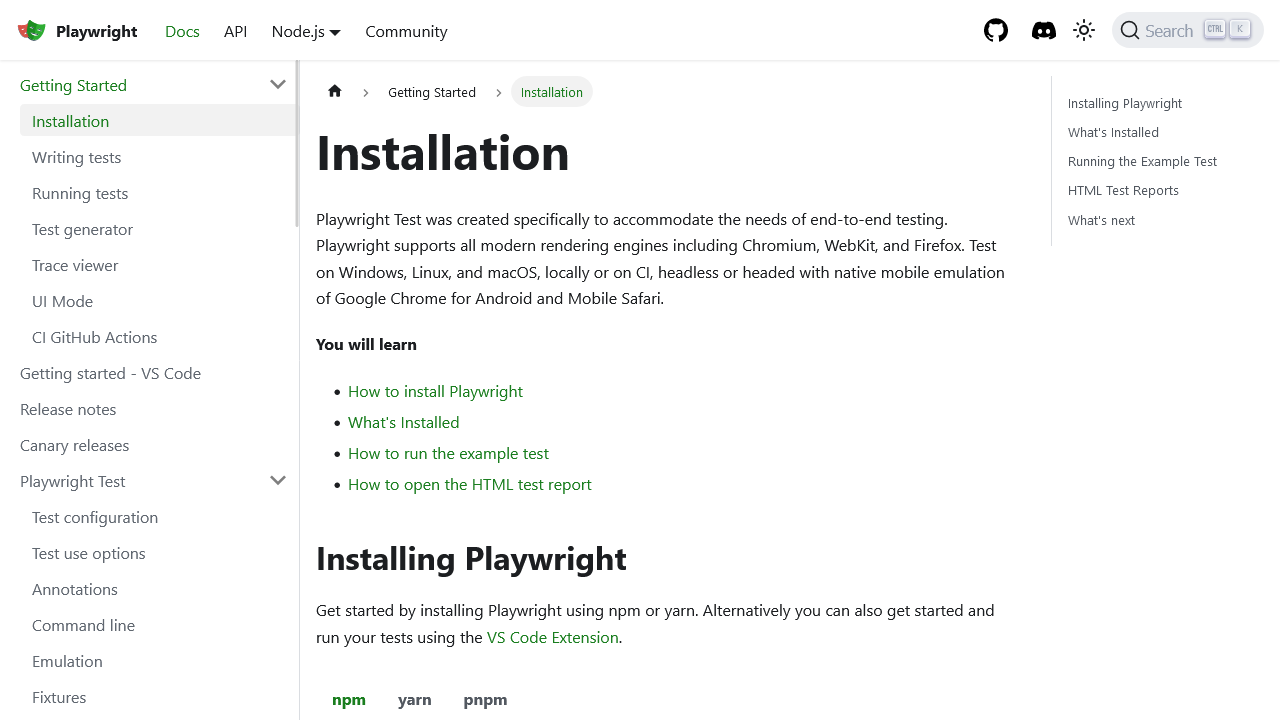 Playwright
Docs
API
Node.js
Community
Search
CTRL
K
Getting Started
Installation
Writing tests
Running tests
Test generator
Trace viewer
UI Mode
CI GitHub Actions
Getting started - VS Code
Release notes
Canary releases
Playwright Test
Test configuration
Test use options
Annotations
Command line
Emulation
Fixtures
Getting Started
Installation
Installation
Playwright Test was created specifically to accommodate the needs of end-to-end testing.
Playwright supports all modern rendering engines including Chromium, WebKit, and Firefox. Test
on Windows, Linux, and macOS, locally or on CI, headless or headed with native mobile emulation
of Google Chrome for Android and Mobile Safari.
You will learn
• How to install Playwright
• What's Installed
• How to run the example test
• How to open the HTML test report
Installing Playwright
Get started by installing Playwright using npm or yarn. Alternatively you can also get started and
run your tests using the VS Code Extension.
npm
yarn
pnpm
Installing Playwright
What's Installed
Running the Example Test
HTML Test Reports
What's next